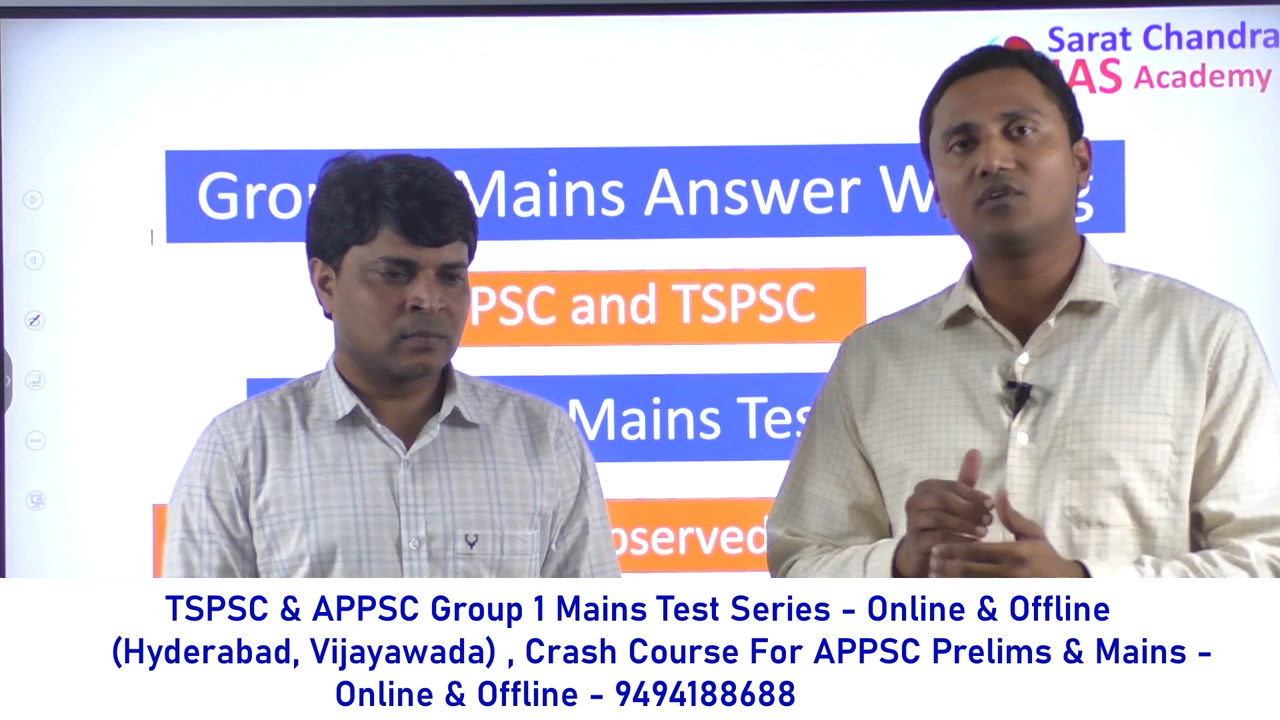 Sarat Chandra
IAS Academy
Mains Answer
PSC and TSPSC
Mains
TSPSC & APPSC Group 1 Mains Test Series - Online & Offline
(Hyderabad, Vijayawada) , Crash Course For APPSC Prelims & Mains -
Online & Offline - 9494188688